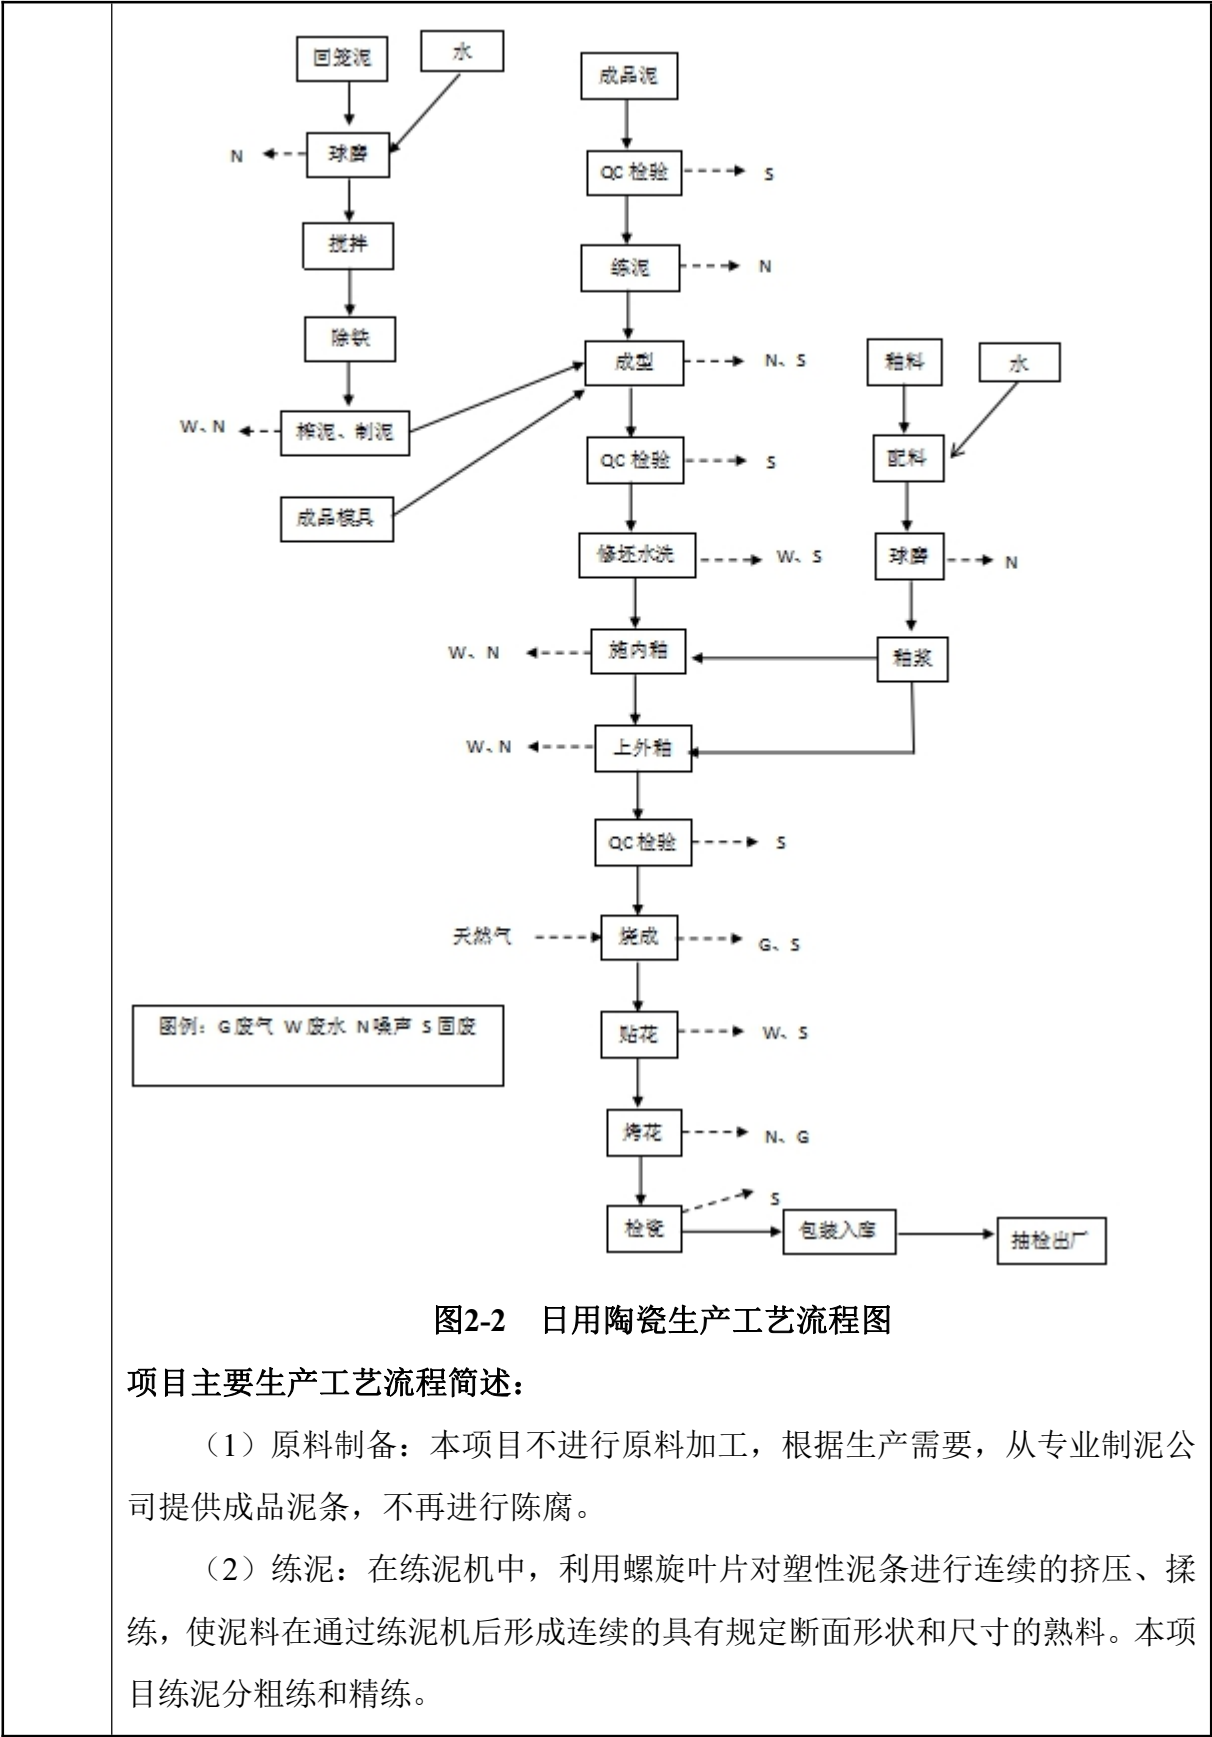 回笼泥
水
成品泥
N
球磨
QC 检验
S
搅拌
练泥
N
除铁
成型
N、S
釉料
水
W、N
榨泥、制泥
QC 检验
S
配料
成品模具
修坯水洗
W、S
球磨
N
W、N
施内釉
釉浆
W、N
上外釉
QC 检验
S
天然气
烧成
G、S
图例：G 废气 W 废水 N 噪声 S 固废
贴花
W、S
烤花
N、G
检瓷
S
包装入库
抽检出厂
图2-2 日用陶瓷生产工艺流程图
项目主要生产工艺流程简述：
（1）原料制备：本项目不进行原料加工，根据生产需要，从专业制泥公
司提供成品泥条，不再进行陈腐。
（2）练泥：在练泥机中，利用螺旋叶片对塑性泥条进行连续的挤压、揉
练，使泥料在通过练泥机后形成连续的具有规定断面形状和尺寸的熟料。本项
目练泥分粗练和精练。